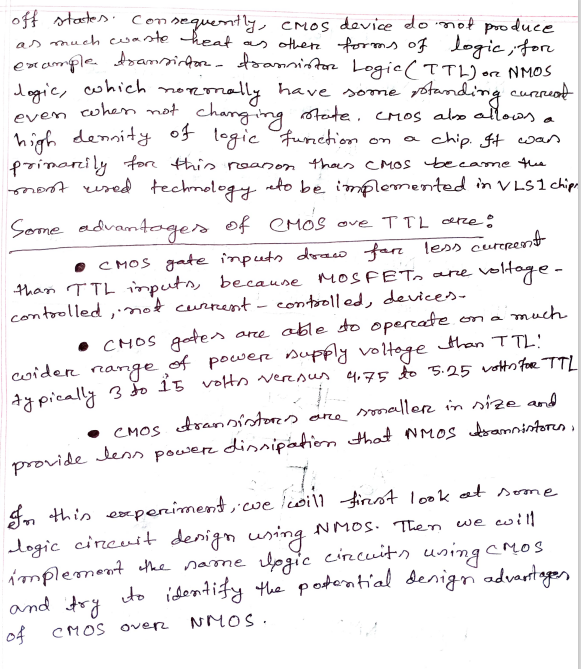 off states. Consequently, CMOS device do not produce
as much waste heat as other forms of logic, for
example transistor - transistor Logic (TTL) or NMOS
logic, which normally have some standing current
even when not changing state. CMOS also allows a
high density of logic function on a chip. It was
primarily for this reason thas CMOS became the
most used technology to be implemented in VLSI chips
Some advantages of CMOS ove TTL are:
• CMOS gate inputs draw far less current
than TTL inputs, because MOSFETs are voltage -
controlled, not current - controlled, devices.
• CMOS gates are able to operate on a much
wider range of power supply voltage than TTL:
typically 3 to 15 volts versus 4.75 to 5.25 volts for TTL
• CMOS transistors are smaller in size and
provide less power dissipation that NMOS transistors.
In this experiment, we will first look at some
logic circuit design using NMOS. Then we will
implement the same logic circuits using CMOS
and try to identify the potential design advantages
of CMOS over NMOS.